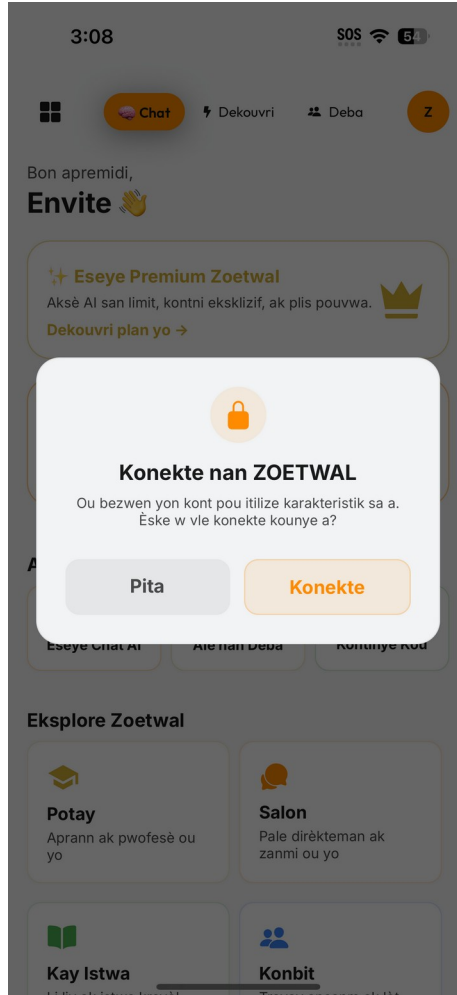 3:08
SOS
54
Chat
Dekouvri
Deba
Z
Bon apremidi,
Envite
Eseye Premium Zoetwal
Aksè AI san limit, kontni eksklizif, ak plis pouvwa.
Dekouvri plan yo →
Konekte nan ZOETWAL
Ou bezwen yon kont pou itilize karakteristik sa a.
Èske w vle konekte kounye a?
Pita
Konekte
Eseye Chat AI
Ale nan Deba
Kontinye Kou
Eksplore Zoetwal
Potay
Aprann ak pwofesè ou
yo
Salon
Pale dirèkteman ak
zanmi ou yo
Kay Istwa
Konbit